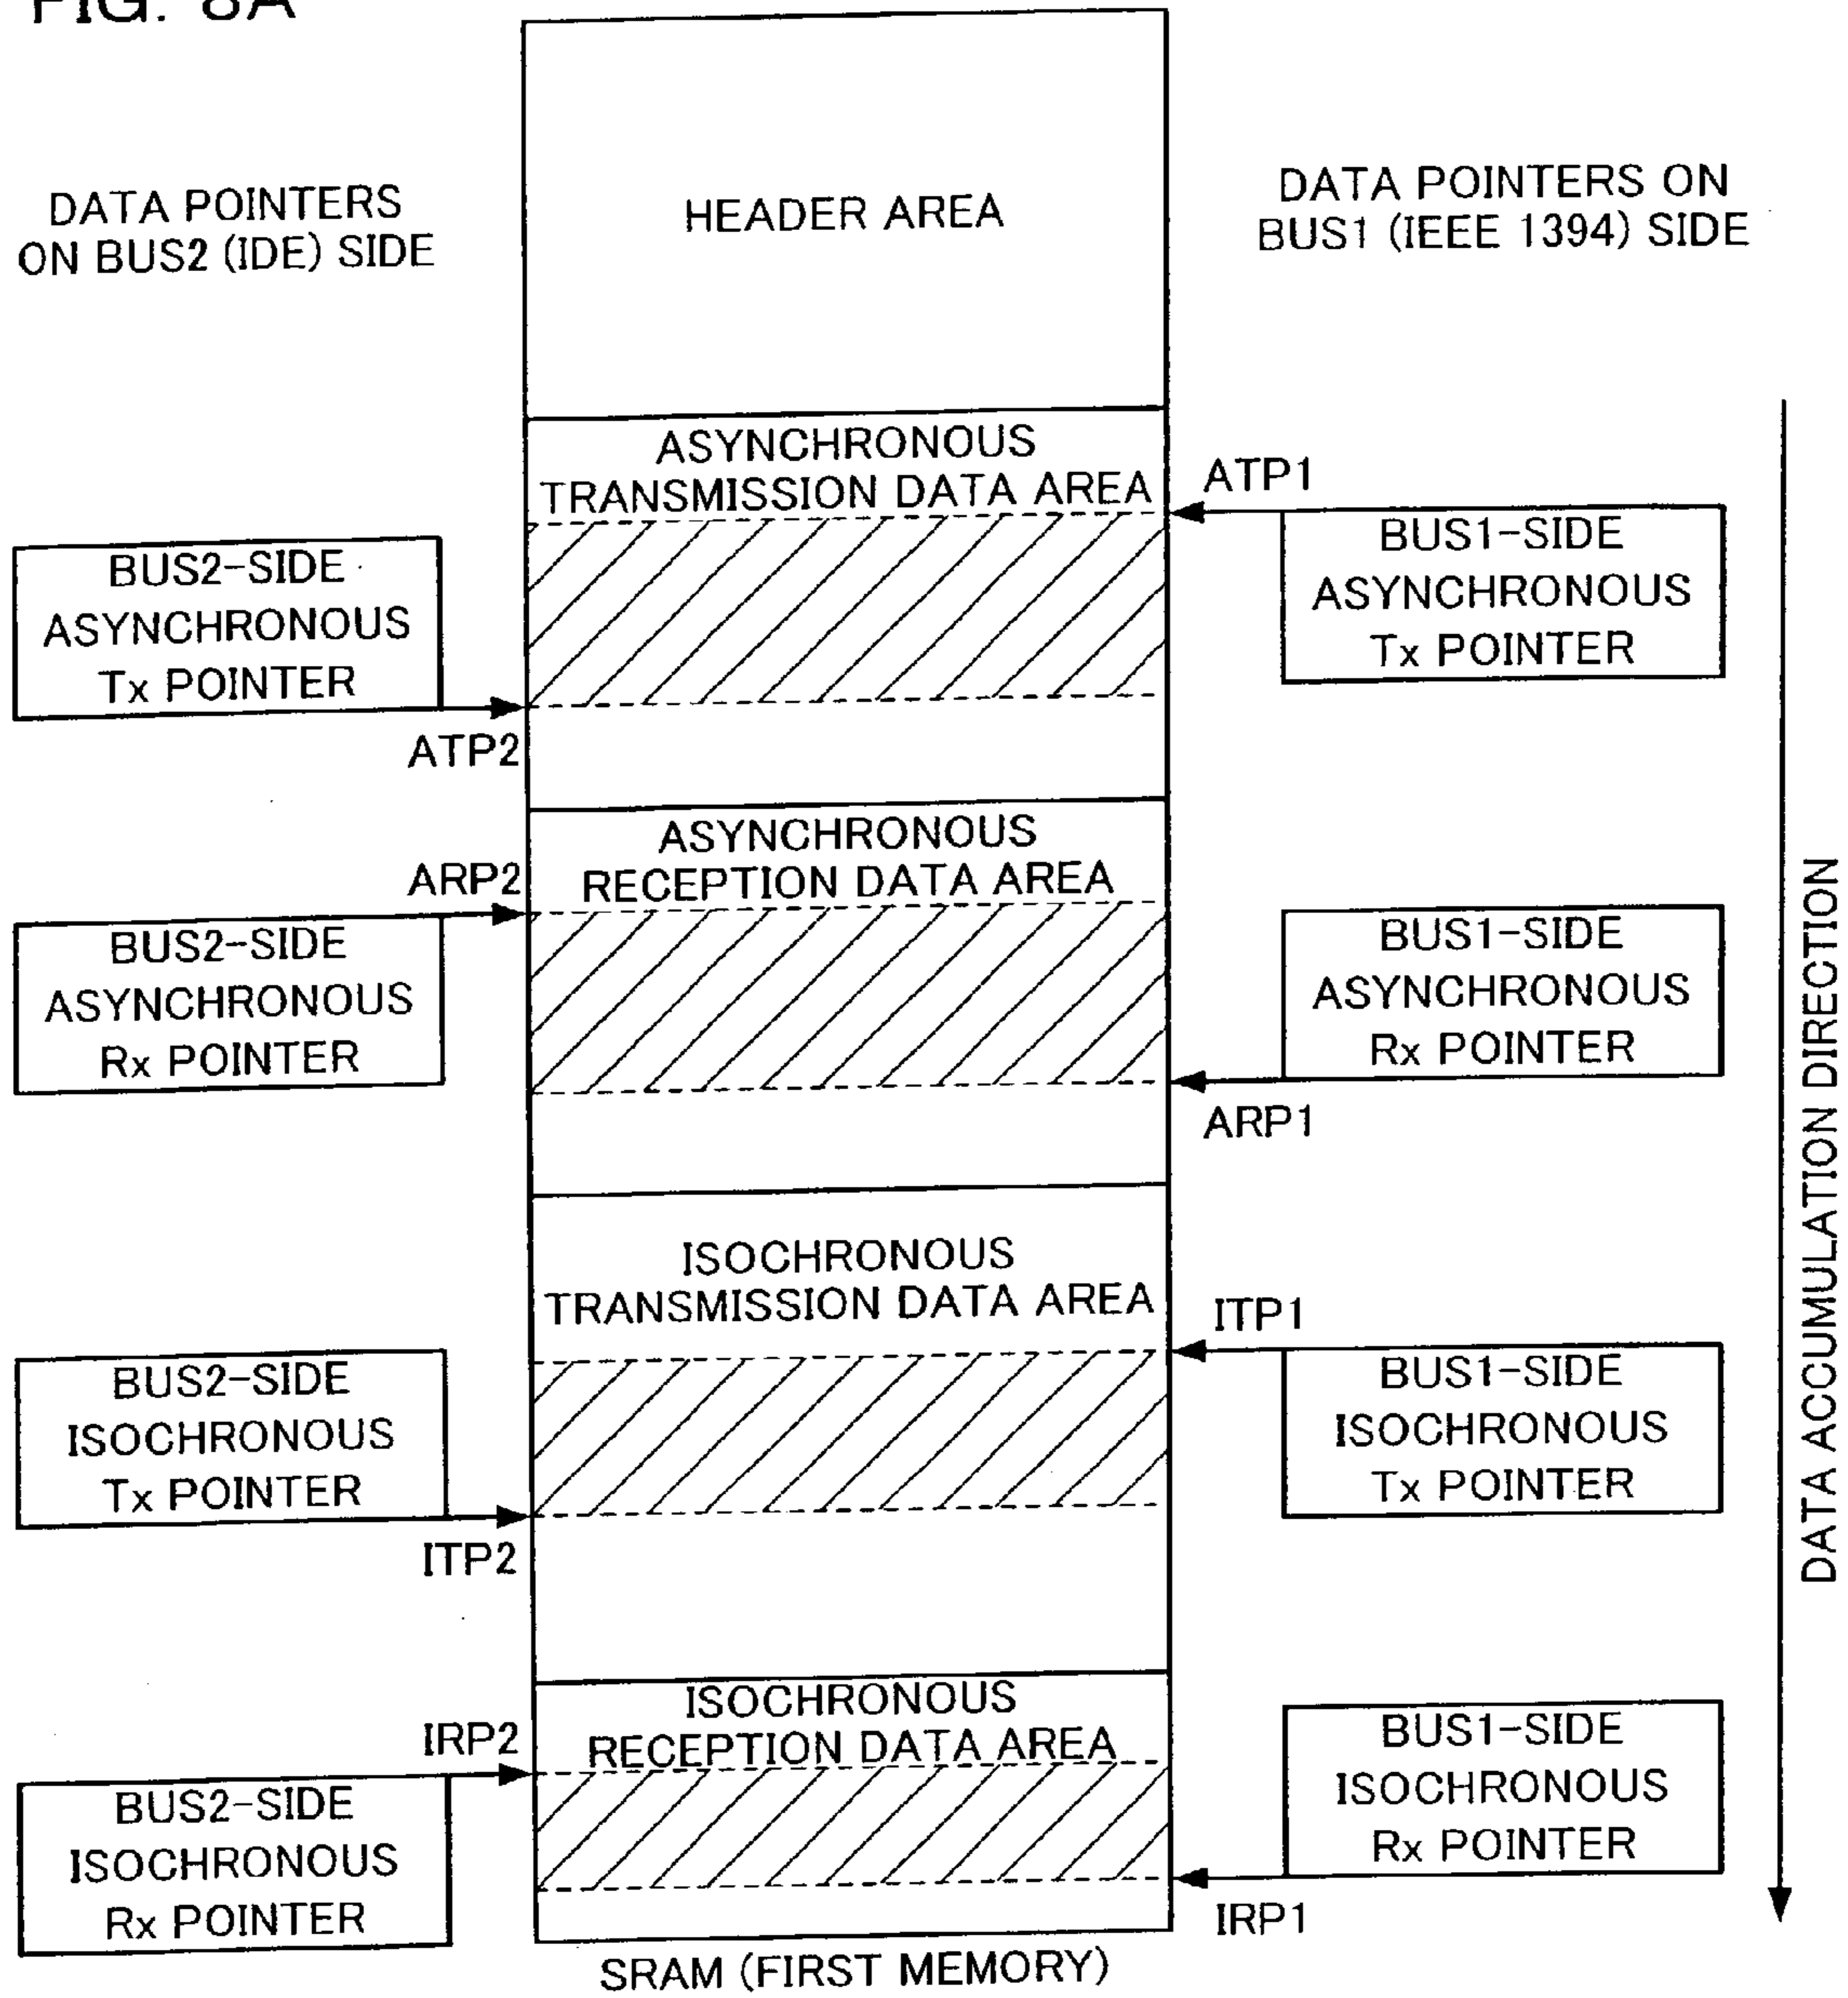 FIG. 8A
DATA POINTERS
ON BUS2 (IDE) SIDE
HEADER AREA
DATA POINTERS ON
BUS1 (IEEE 1394) SIDE
ASYNCHRONOUS
TRANSMISSION DATA AREA
ATP1
BUS2-SIDE
ASYNCHRONOUS
Tx POINTER
ATP2
BUS1-SIDE
ASYNCHRONOUS
Tx POINTER
ASYNCHRONOUS
RECEPTION DATA AREA
ARP2
BUS2-SIDE
ASYNCHRONOUS
Rx POINTER
BUS1-SIDE
ASYNCHRONOUS
Rx POINTER
ARP1
ISOCHRONOUS
TRANSMISSION DATA AREA
ITP1
BUS2-SIDE
ISOCHRONOUS
Tx POINTER
ITP2
BUS1-SIDE
ISOCHRONOUS
Tx POINTER
ISOCHRONOUS
RECEPTION DATA AREA
IRP2
BUS2-SIDE
ISOCHRONOUS
Rx POINTER
BUS1-SIDE
ISOCHRONOUS
Rx POINTER
IRP1
DATA ACCUMULATION DIRECTION
SRAM (FIRST MEMORY)